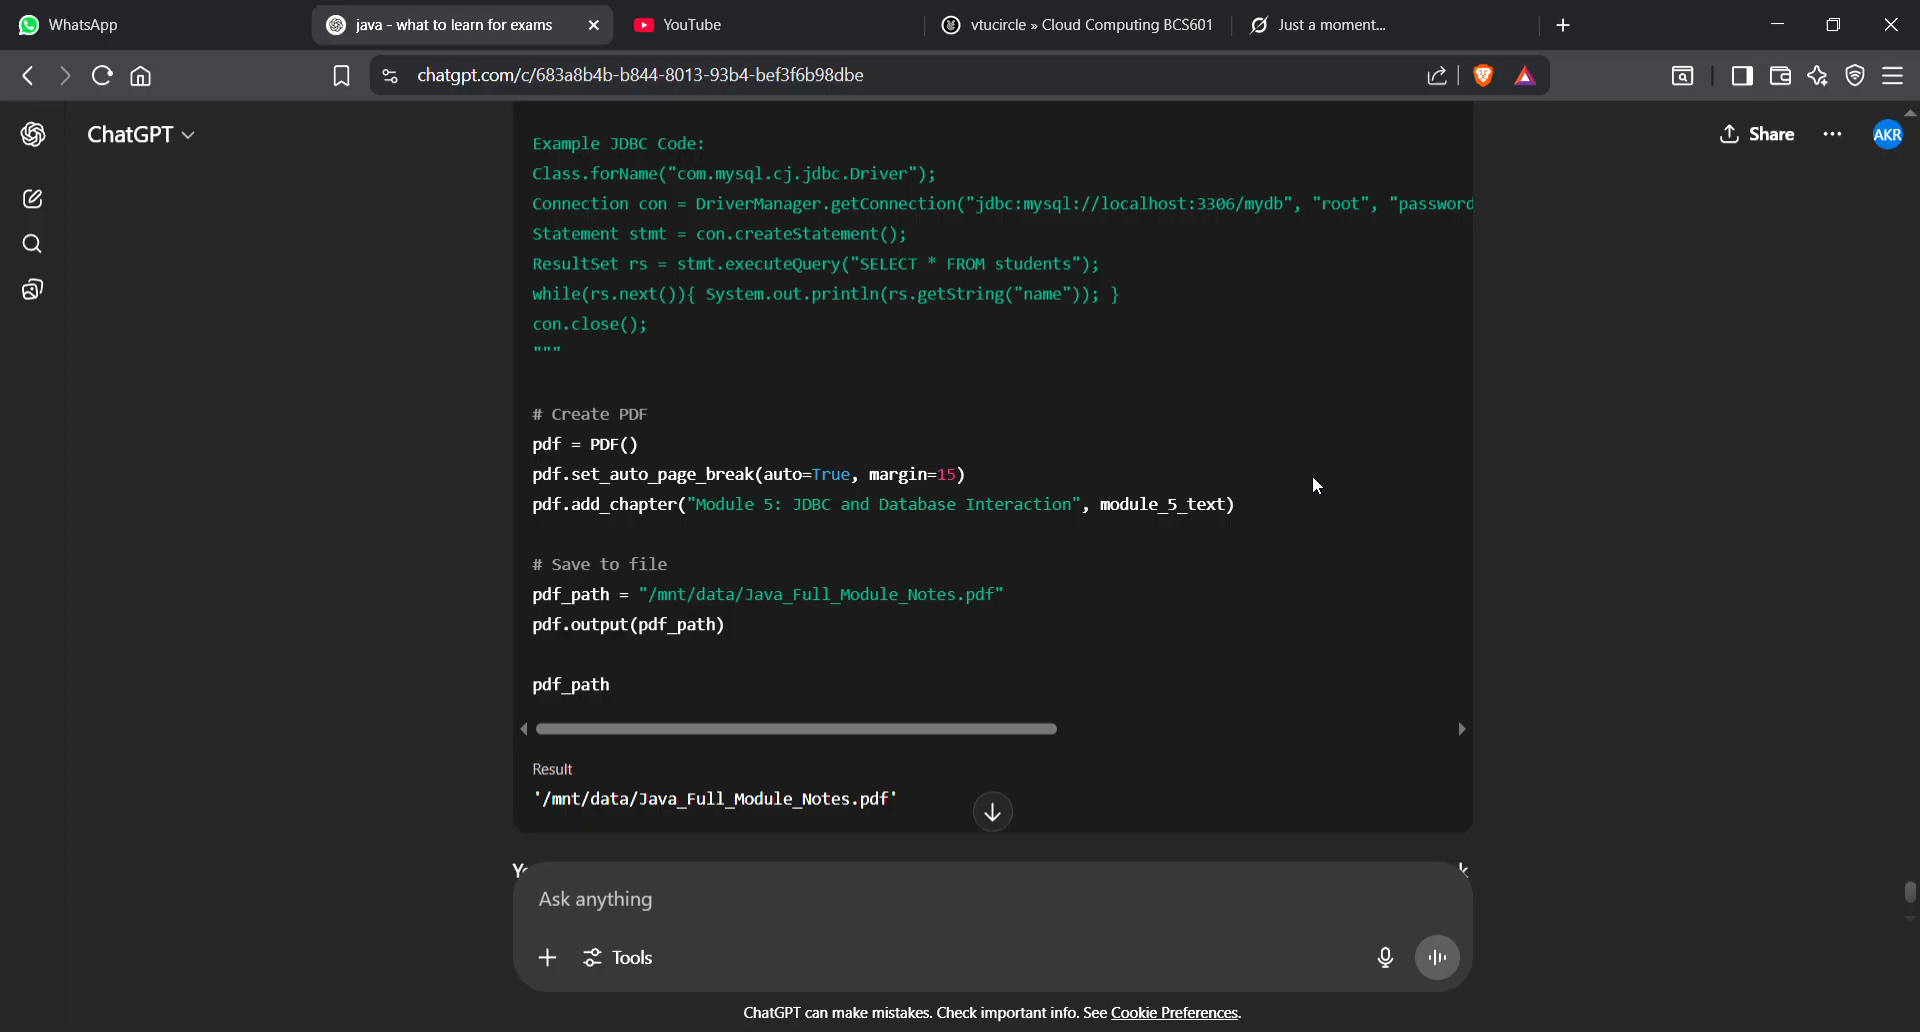 WhatsApp
java - what to learn for exams
YouTube
vtucircle » Cloud Computing BCS601
Just a moment...
chatgpt.com/c/683a8b4b-b844-8013-93b4-bef3f6b98dbe
ChatGPT
Share
AKR
Example JDBC Code:
Class.forName("com.mysql.cj.jdbc.Driver");
Connection con = DriverManager.getConnection("jdbc:mysql://localhost:3306/mydb", "root", "password
Statement stmt = con.createStatement();
ResultSet rs = stmt.executeQuery("SELECT * FROM students");
while(rs.next()){ System.out.println(rs.getString("name")); }
con.close();
"""
# Create PDF
pdf = PDF()
pdf.set_auto_page_break(auto=True, margin=15)
pdf.add_chapter("Module 5: JDBC and Database Interaction", module_5_text)
# Save to file
pdf_path = "/mnt/data/Java_Full_Module_Notes.pdf"
pdf.output(pdf_path)
pdf_path
Result
'/mnt/data/Java_Full_Module_Notes.pdf'
Ask anything
Tools
ChatGPT can make mistakes. Check important info. See Cookie Preferences.